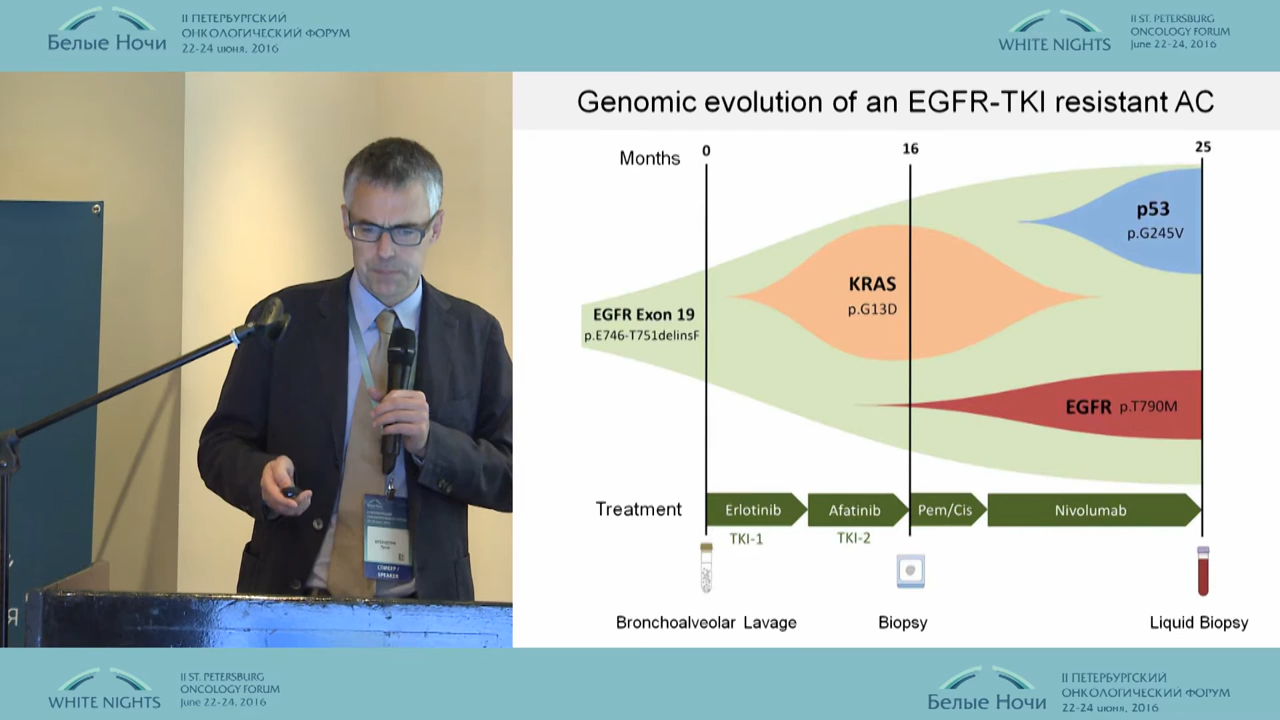 II ПЕТЕРБУРГСКИЙ
ОНКОЛОГИЧЕСКИЙ ФОРУМ
Белые Ночи
22-24 июня, 2016
II ST. PETERSBURG
ONCOLOGY FORUM
WHITE NIGHTS
June 22-24, 2016
Genomic evolution of an EGFR-TKI resistant AC
Months
0
16
25
p53
p.G245V
KRAS
p.G13D
EGFR Exon 19
p.E746-T751delinsF
EGFR p.T790M
Treatment
Erlotinib
Afatinib
Pem/Cis
Nivolumab
TKI-1
TKI-2
Bronchoalveolar Lavage
Biopsy
Liquid Biopsy
СПИКЕР /
SPEAKER
II ST. PETERSBURG
ONCOLOGY FORUM
WHITE NIGHTS
June 22-24, 2016
II ПЕТЕРБУРГСКИЙ
ОНКОЛОГИЧЕСКИЙ ФОРУМ
Белые Ночи
22-24 июня, 2016